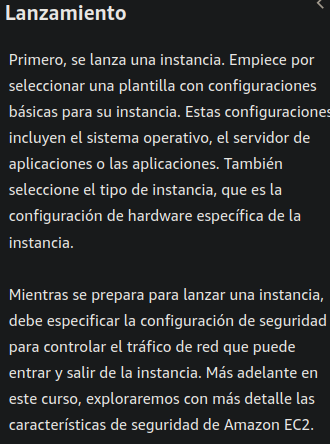 Lanzamiento
Primero, se lanza una instancia. Empiece por
seleccionar una plantilla con configuraciones
básicas para su instancia. Estas configuraciones
incluyen el sistema operativo, el servidor de
aplicaciones o las aplicaciones. También
seleccione el tipo de instancia, que es la
configuración de hardware específica de la
instancia.
Mientras se prepara para lanzar una instancia,
debe especificar la configuración de seguridad
para controlar el tráfico de red que puede
entrar y salir de la instancia. Más adelante en
este curso, exploraremos con más detalle las
características de seguridad de Amazon EC2.